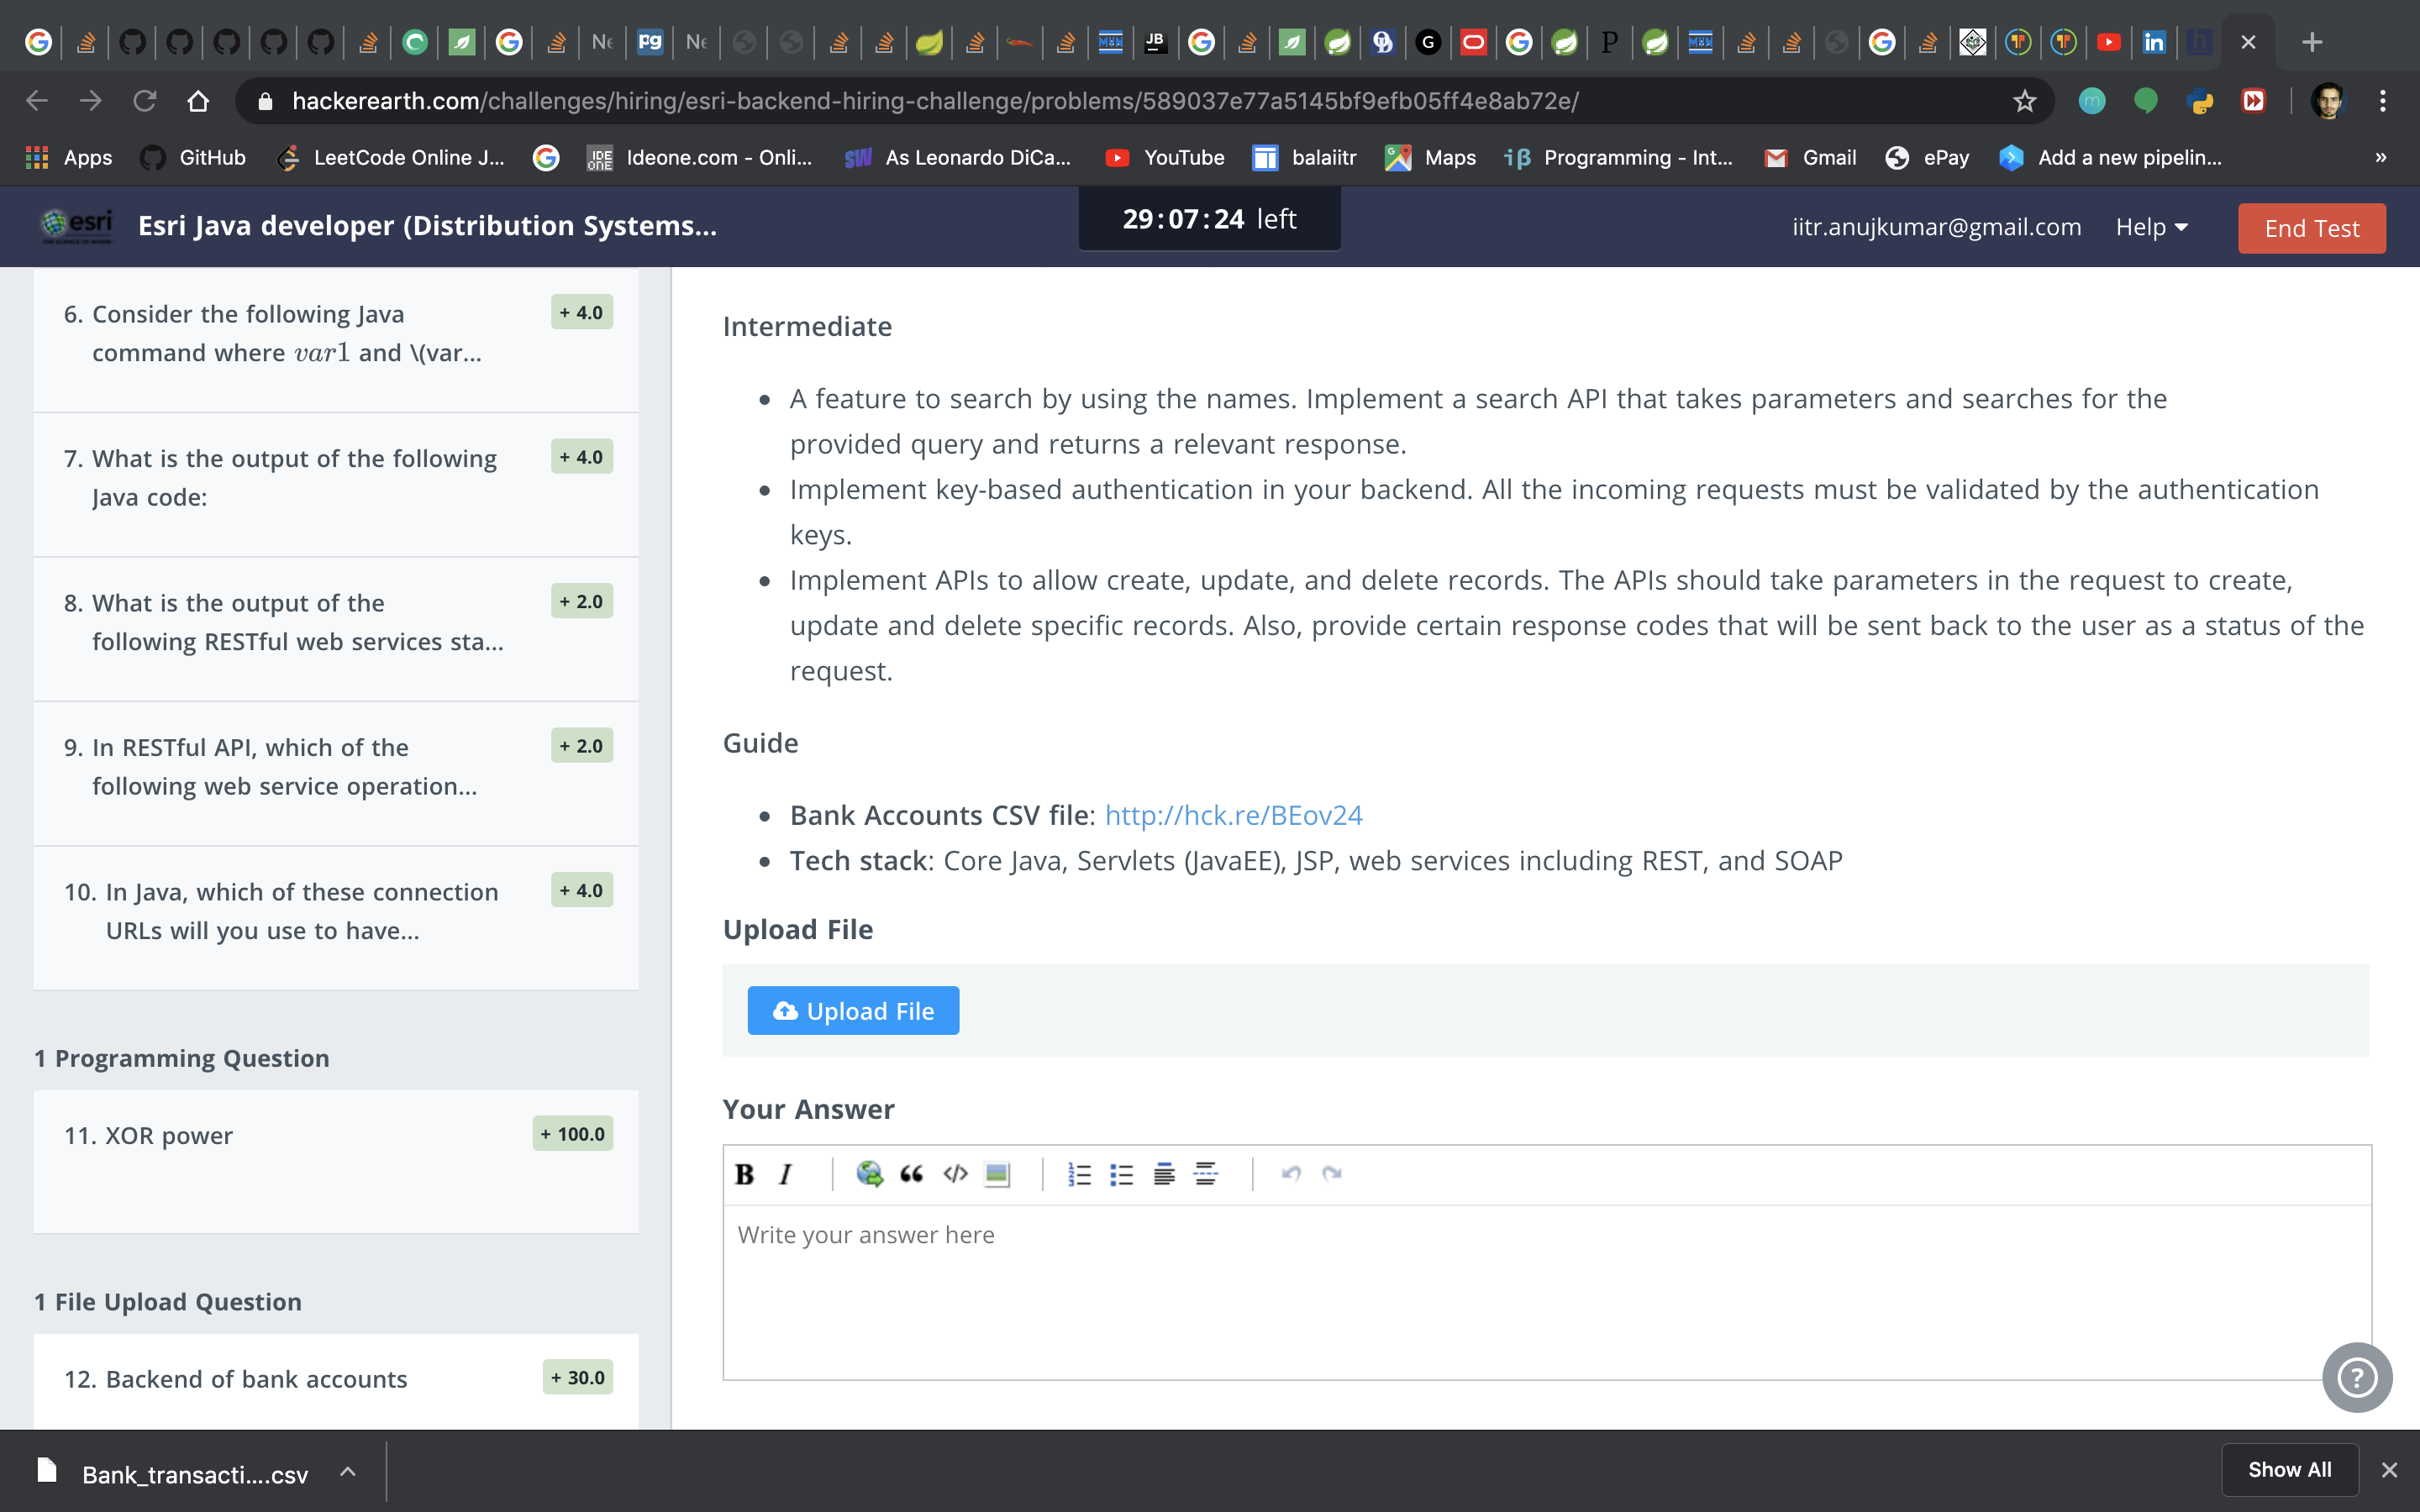 hackerearth.com/challenges/hiring/esri-backend-hiring-challenge/problems/589037e77a5145bf9efb05ff4e8ab72e/
Apps GitHub LeetCode Online J... Ideone.com - Onli... As Leonardo DiCa... YouTube balaiitr Maps Programming - Int... Gmail ePay Add a new pipelin... »
esri Esri Java developer (Distribution Systems... 29:07:24 left iitr.anujkumar@gmail.com Help End Test
6. Consider the following Java + 4.0
command where var1 and \(var...
7. What is the output of the following + 4.0
Java code:
8. What is the output of the + 2.0
following RESTful web services sta...
9. In RESTful API, which of the + 2.0
following web service operation...
10. In Java, which of these connection + 4.0
URLs will you use to have...
1 Programming Question
11. XOR power + 100.0
1 File Upload Question
12. Backend of bank accounts + 30.0
Intermediate
• A feature to search by using the names. Implement a search API that takes parameters and searches for the
provided query and returns a relevant response.
• Implement key-based authentication in your backend. All the incoming requests must be validated by the authentication
keys.
• Implement APIs to allow create, update, and delete records. The APIs should take parameters in the request to create,
update and delete specific records. Also, provide certain response codes that will be sent back to the user as a status of the
request.
Guide
• Bank Accounts CSV file: http://hck.re/BEov24
• Tech stack: Core Java, Servlets (JavaEE), JSP, web services including REST, and SOAP
Upload File
Upload File
Your Answer
B I
Write your answer here
?
Bank_transacti....csv Show All